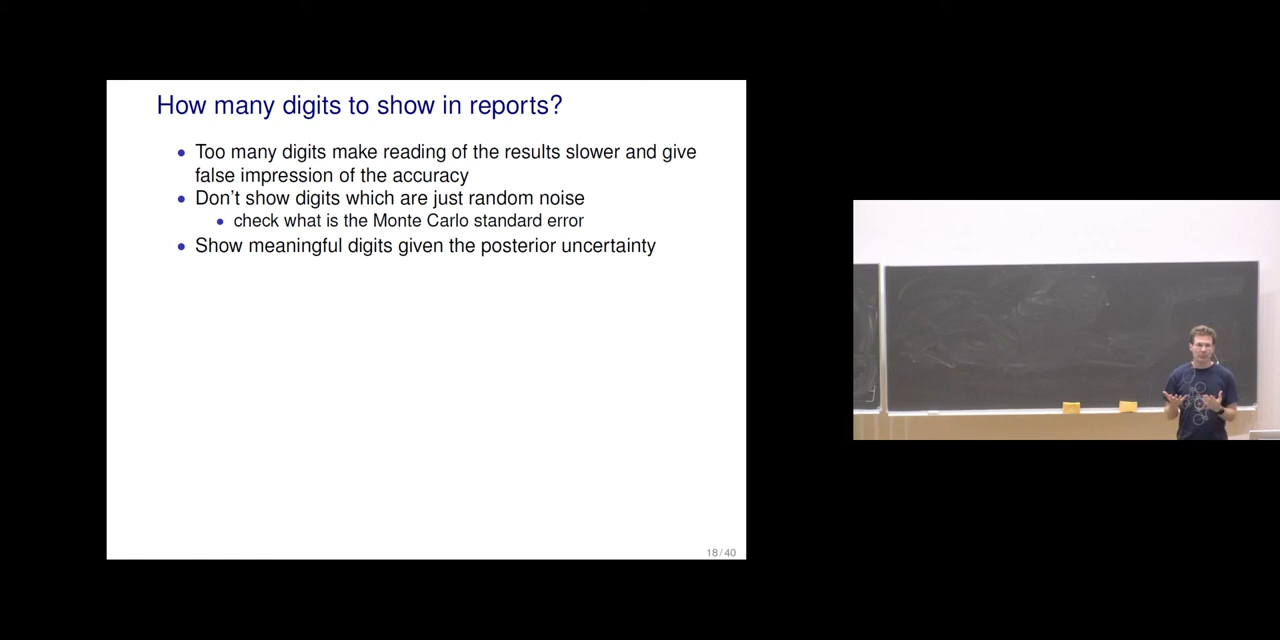 How many digits to show in reports?
• Too many digits make reading of the results slower and give
false impression of the accuracy
• Don't show digits which are just random noise
• check what is the Monte Carlo standard error
• Show meaningful digits given the posterior uncertainty
18 / 40